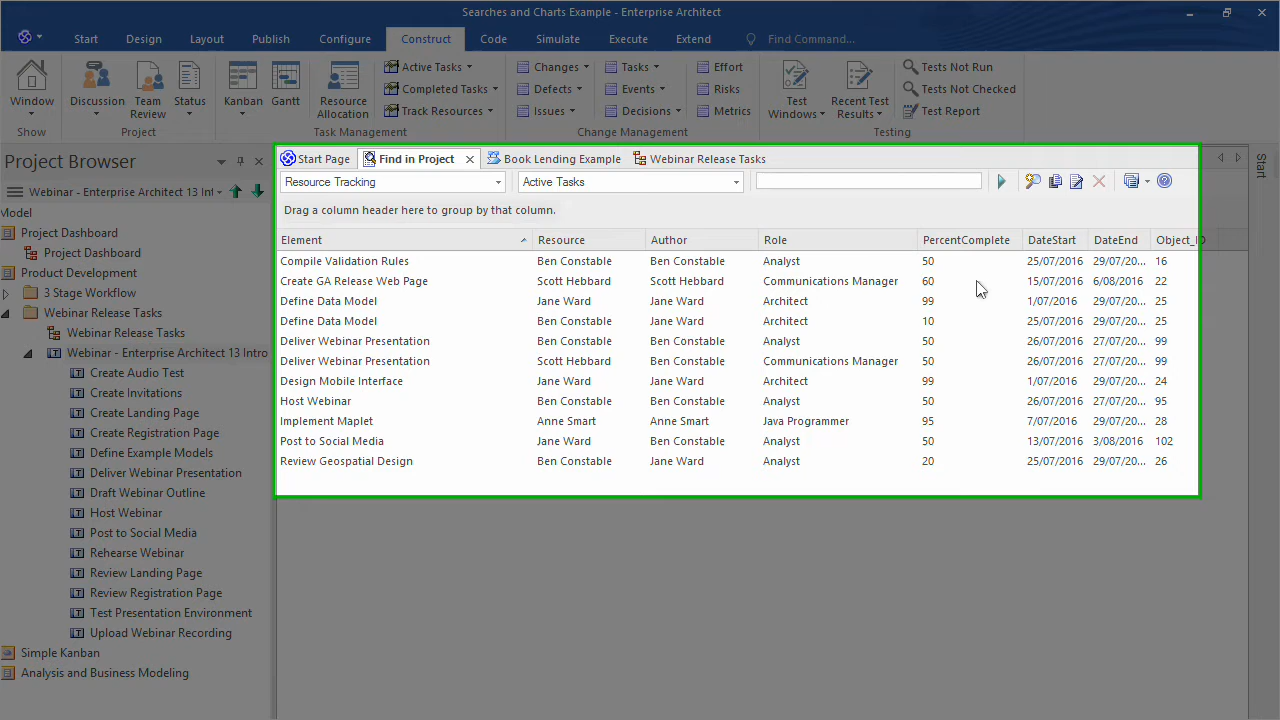 Searches and Charts Example - Enterprise Architect
Start Design Layout Publish Configure Construct Code Simulate Execute Extend Find Command...
Window Discussion Team Review Status Kanban Gantt Resource Allocation Active Tasks Completed Tasks Track Resources Changes Defects Issues Tasks Events Decisions Effort Risks Metrics Test Windows Recent Test Results Tests Not Run Tests Not Checked Test Report
Show Project Task Management Change Management Testing
Project Browser
Webinar - Enterprise Architect 13 Int
Model
Project Dashboard
Project Dashboard
Product Development
3 Stage Workflow
Webinar Release Tasks
Webinar Release Tasks
Webinar - Enterprise Architect 13 Intro
Create Audio Test
Create Invitations
Create Landing Page
Create Registration Page
Define Example Models
Deliver Webinar Presentation
Draft Webinar Outline
Host Webinar
Post to Social Media
Rehearse Webinar
Review Landing Page
Review Registration Page
Test Presentation Environment
Upload Webinar Recording
Simple Kanban
Analysis and Business Modeling
Start Page Find in Project Book Lending Example Webinar Release Tasks
Resource Tracking Active Tasks
Drag a column header here to group by that column.
Element Resource Author Role PercentComplete DateStart DateEnd Object_ID
Compile Validation Rules Ben Constable Ben Constable Analyst 50 25/07/2016 29/07/20... 16
Create GA Release Web Page Scott Hebbard Scott Hebbard Communications Manager 60 15/07/2016 6/08/2016 22
Define Data Model Jane Ward Jane Ward Architect 99 1/07/2016 29/07/20... 25
Define Data Model Ben Constable Jane Ward Architect 10 25/07/2016 29/07/20... 25
Deliver Webinar Presentation Ben Constable Ben Constable Analyst 50 26/07/2016 27/07/20... 99
Deliver Webinar Presentation Scott Hebbard Ben Constable Communications Manager 50 26/07/2016 27/07/20... 99
Design Mobile Interface Jane Ward Jane Ward Architect 99 1/07/2016 29/07/20... 24
Host Webinar Ben Constable Ben Constable Analyst 50 26/07/2016 27/07/20... 95
Implement Maplet Anne Smart Anne Smart Java Programmer 95 7/07/2016 29/07/20... 28
Post to Social Media Jane Ward Ben Constable Analyst 50 13/07/2016 3/08/2016 102
Review Geospatial Design Ben Constable Jane Ward Analyst 20 25/07/2016 29/07/20... 26
Start